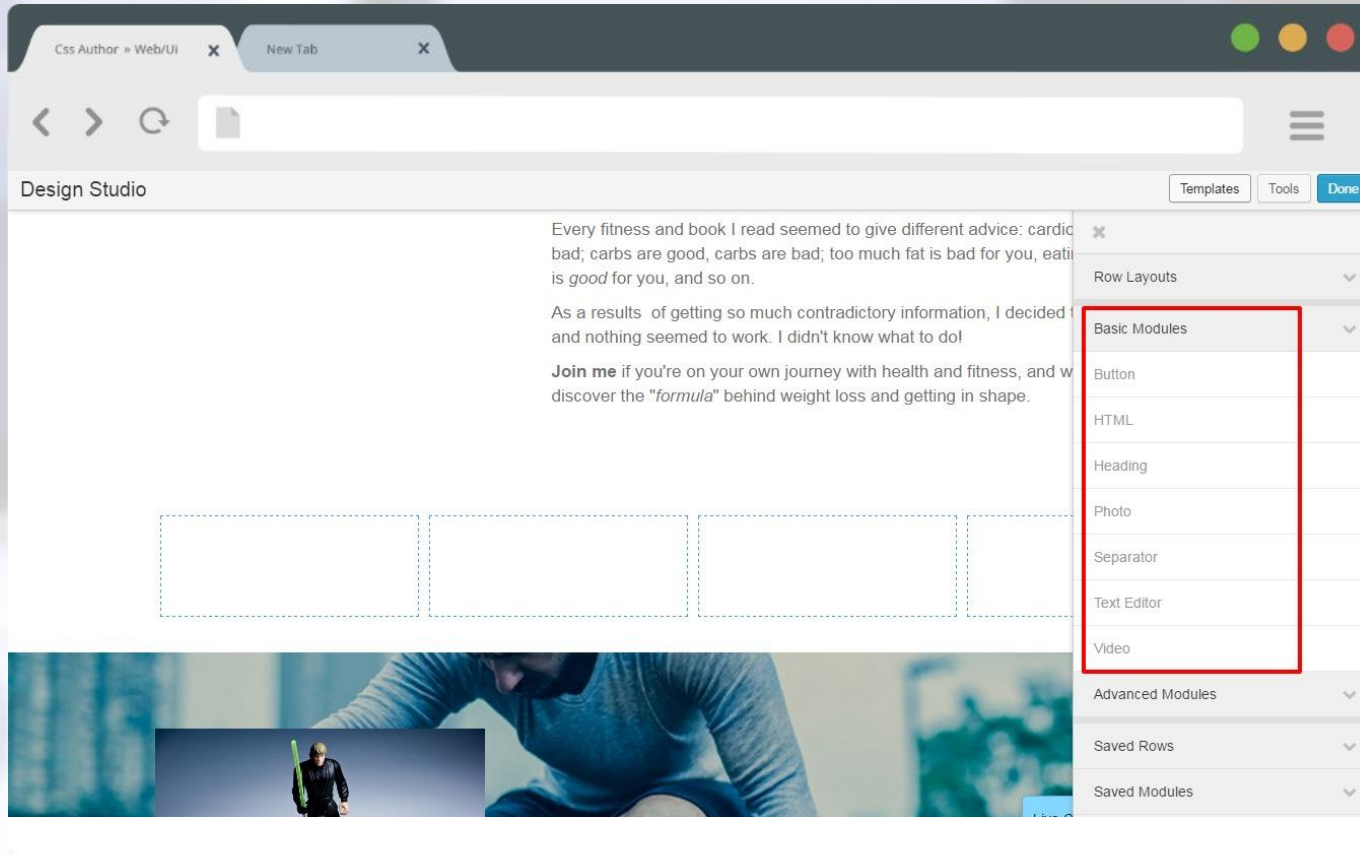 Css Author » Web/Ui
New Tab
Design Studio
Templates
Tools
Done
Every fitness and book I read seemed to give different advice: cardio
bad; carbs are good, carbs are bad; too much fat is bad for you, eati
is good for you, and so on.
As a results of getting so much contradictory information, I decided t
and nothing seemed to work. I didn't know what to do!
Join me if you're on your own journey with health and fitness, and w
discover the "formula" behind weight loss and getting in shape.
Row Layouts
Basic Modules
Button
HTML
Heading
Photo
Separator
Text Editor
Video
Advanced Modules
Saved Rows
Saved Modules